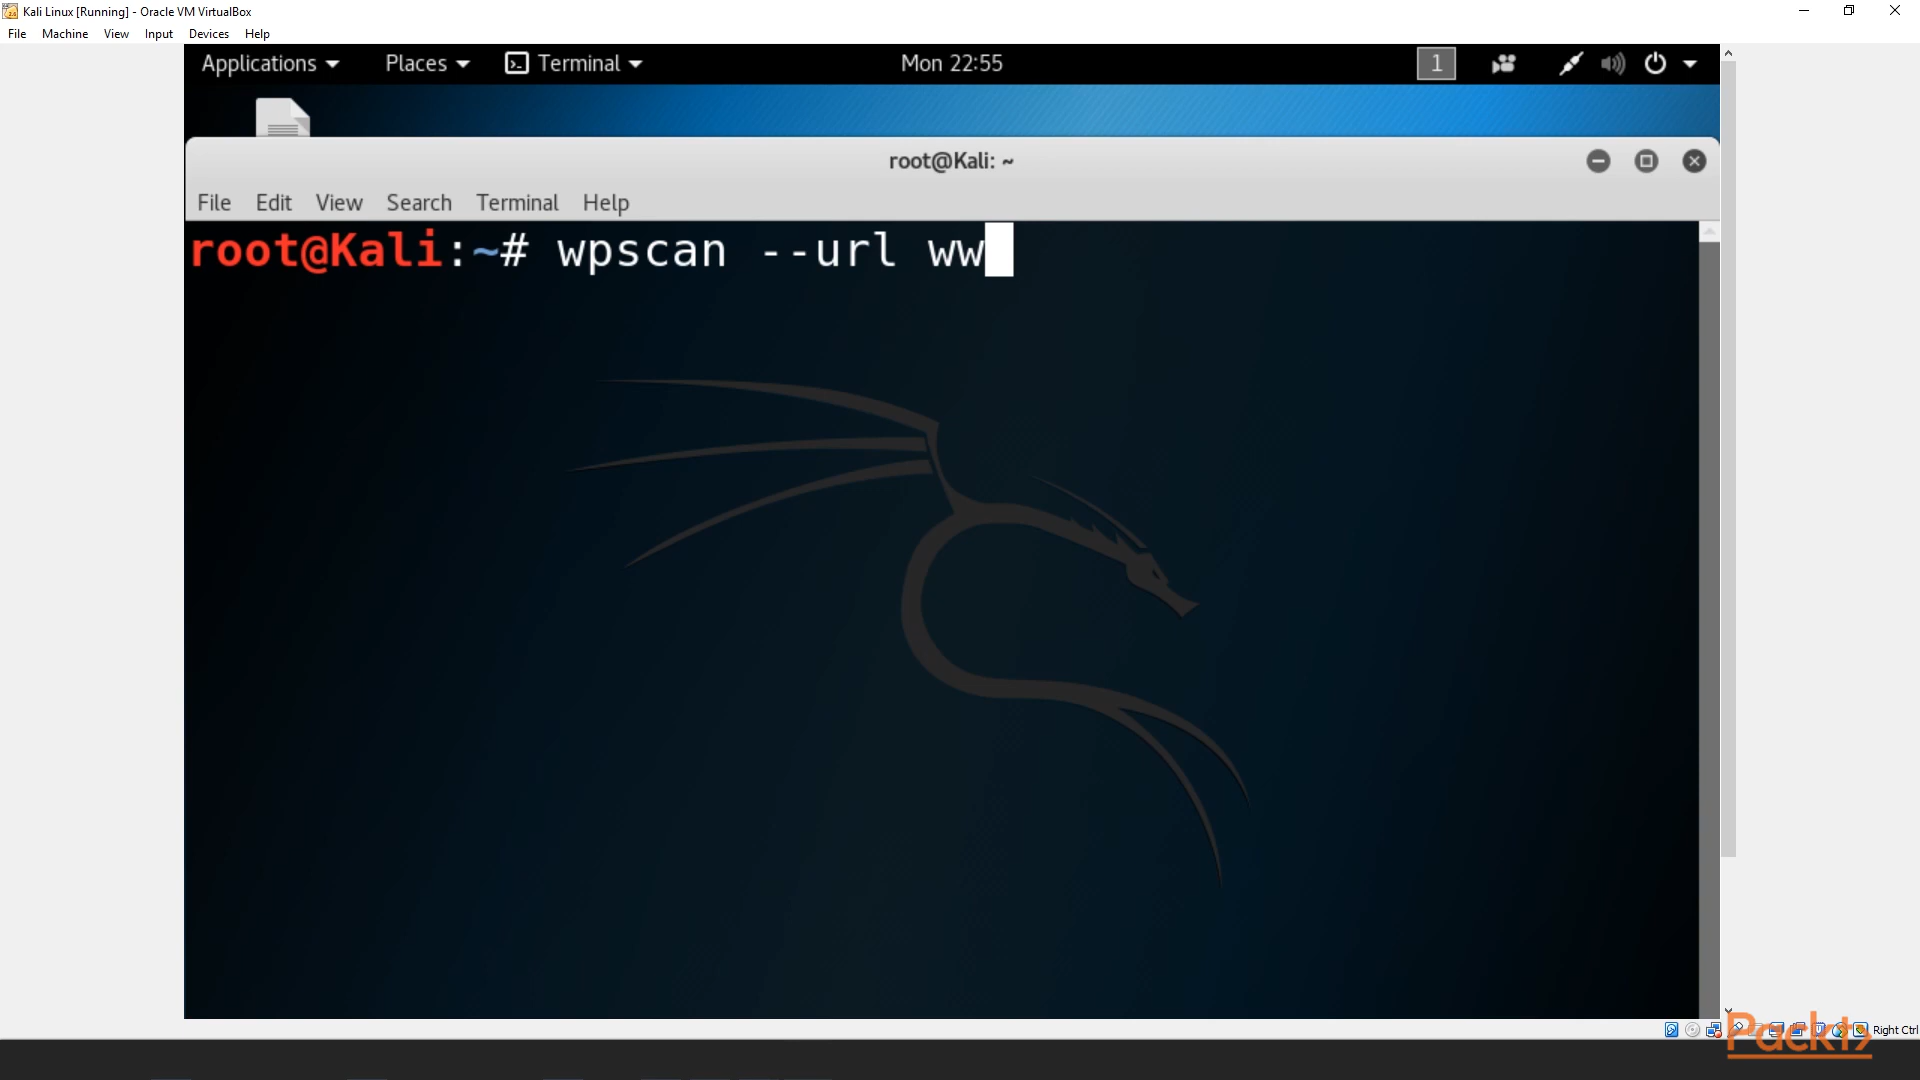 Kali Linux [Running] - Oracle VM VirtualBox
File Machine View Input Devices Help
Applications Places Terminal Mon 22:55 1
root@Kali: ~
File Edit View Search Terminal Help
root@Kali:~# wpscan --url ww
Right Ctrl
Packt>